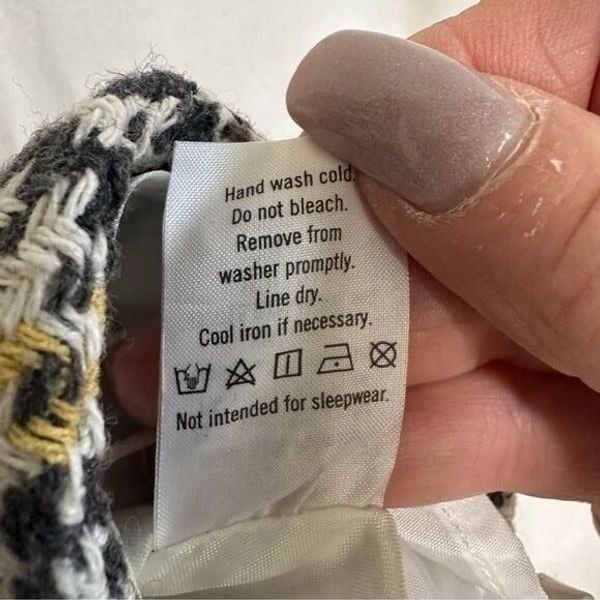 Hand wash cold.
Do not bleach.
Remove from
washer promptly.
Line dry.
Cool iron if necessary.
Not intended for sleepwear.